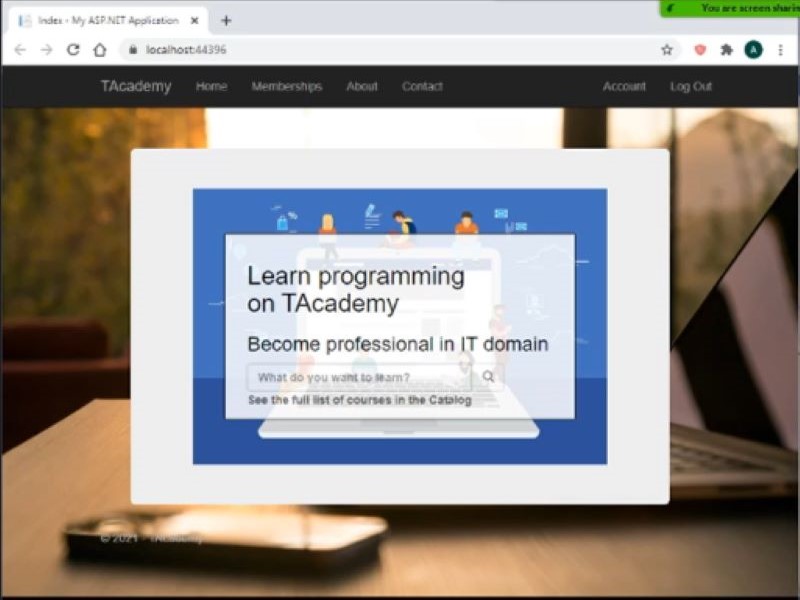 You are screen sharin
Index - My ASP.NET Application
localhost:44396
A
TAcademy Home Memberships About Contact Account Log Out
Learn programming
on TAcademy
Become professional in IT domain
What do you want to learn?
See the full list of courses in the Catalog
© 2021 - TAcademy